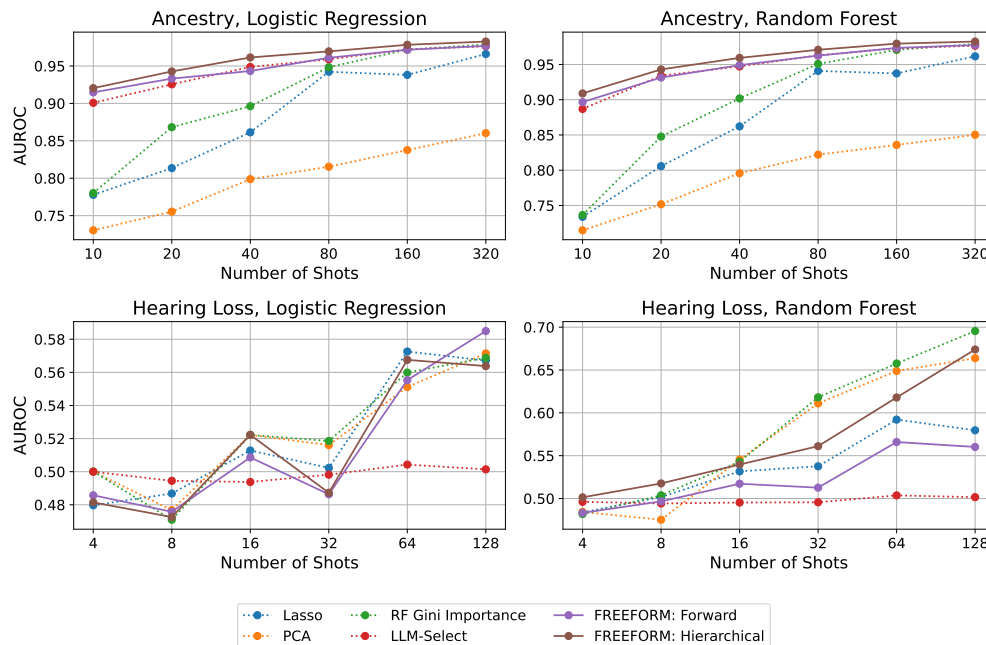 Ancestry, Logistic Regression
Ancestry, Random Forest
AUROC
0.95
0.90
0.85
0.80
0.75
10 20 40 80 160 320
Number of Shots
0.95
0.90
0.85
0.80
0.75
10 20 40 80 160 320
Number of Shots
Hearing Loss, Logistic Regression
Hearing Loss, Random Forest
AUROC
0.58
0.56
0.54
0.52
0.50
0.48
4 8 16 32 64 128
Number of Shots
0.70
0.65
0.60
0.55
0.50
4 8 16 32 64 128
Number of Shots
Lasso
RF Gini Importance
FREEFORM: Forward
PCA
LLM-Select
FREEFORM: Hierarchical